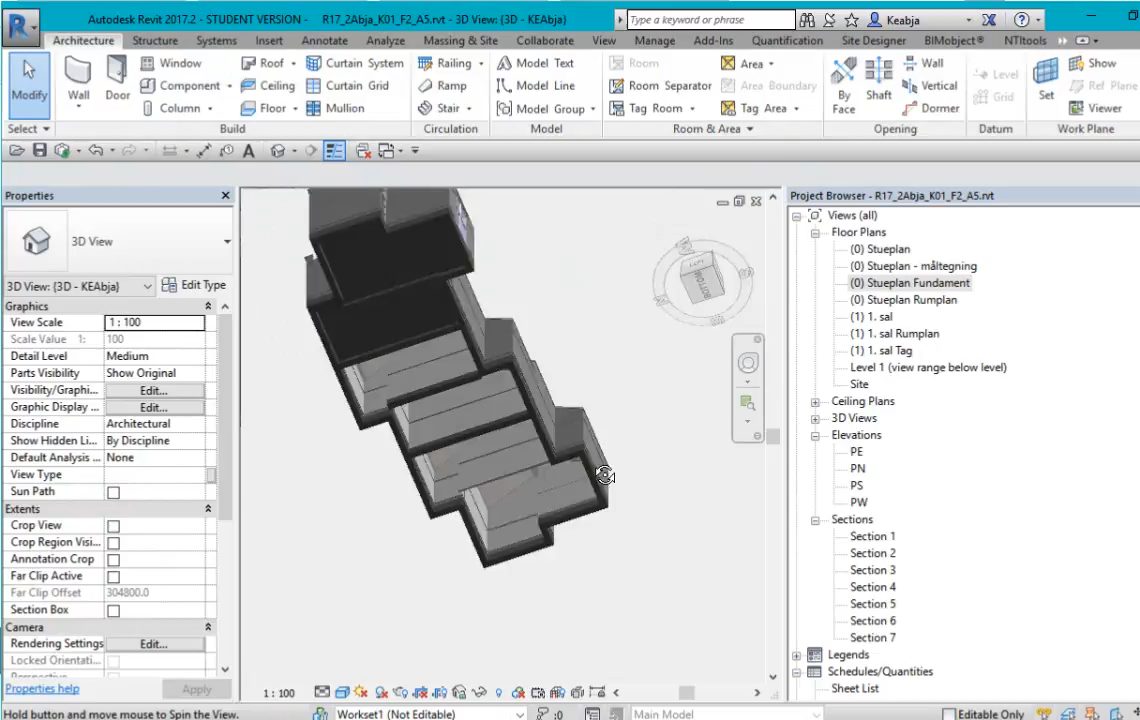 Autodesk Revit 2017.2 - STUDENT VERSION - R17_2Abja_K01_F2_A5.rvt - 3D View: {3D - KEAbja} Type a keyword or phrase Keabja
Architecture Structure Systems Insert Annotate Analyze Massing & Site Collaborate View Manage Add-Ins Quantification Site Designer BIMobject® NTItools
Modify Wall Door Window Component Column Roof Ceiling Floor Curtain System Curtain Grid Mullion
Railing Ramp Stair Model Text Model Line Model Group
Room Room Separator Tag Room Area Area Boundary Tag Area
By Face Shaft Wall Vertical Dormer Level Grid Set Show Ref Plane Viewer
Select Build Circulation Model Room & Area Opening Datum Work Plane
Properties
3D View
3D View: {3D - KEAbja) Edit Type
Graphics
View Scale 1 : 100
Scale Value 1: 100
Detail Level Medium
Parts Visibility Show Original
Visibility/Graphi... Edit...
Graphic Display ... Edit...
Discipline Architectural
Show Hidden Li... By Discipline
Default Analysis ... None
View Type
Sun Path
Extents
Crop View
Crop Region Visi...
Annotation Crop
Far Clip Active
Far Clip Offset 304800.0
Section Box
Camera
Rendering Settings Edit...
Locked Orientati...
Properties help Apply
LEFT
BOTTOM
1 : 100
Project Browser - R17_2Abja_K01_F2_A5.rvt
Views (all)
Floor Plans
(0) Stueplan
(0) Stueplan - måltegning
(0) Stueplan Fundament
(0) Stueplan Rumplan
(1) 1. sal
(1) 1. sal Rumplan
(1) 1. sal Tag
Level 1 (view range below level)
Site
Ceiling Plans
3D Views
Elevations
PE
PN
PS
PW
Sections
Section 1
Section 2
Section 3
Section 4
Section 5
Section 6
Section 7
Legends
Schedules/Quantities
Sheet List
Hold button and move mouse to Spin the View. Workset1 (Not Editable) :0 Main Model Editable Only